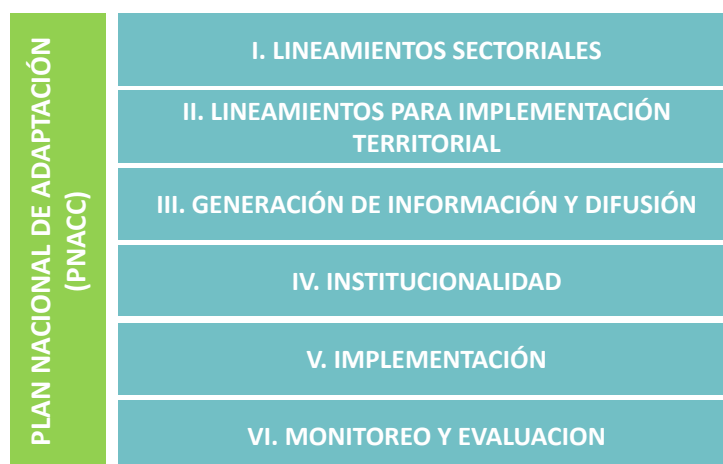 PLAN NACIONAL DE ADAPTACIÓN
(PNACC)
I. LINEAMIENTOS SECTORIALES
II. LINEAMIENTOS PARA IMPLEMENTACIÓN
TERRITORIAL
III. GENERACIÓN DE INFORMACIÓN Y DIFUSIÓN
IV. INSTITUCIONALIDAD
V. IMPLEMENTACIÓN
VI. MONITOREO Y EVALUACION